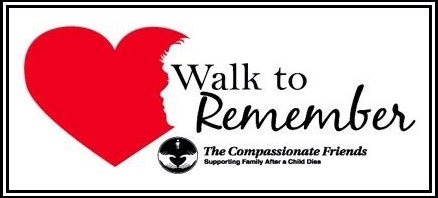 Walk to
Remember
The Compassionate Friends
Supporting Family After a Child Dies